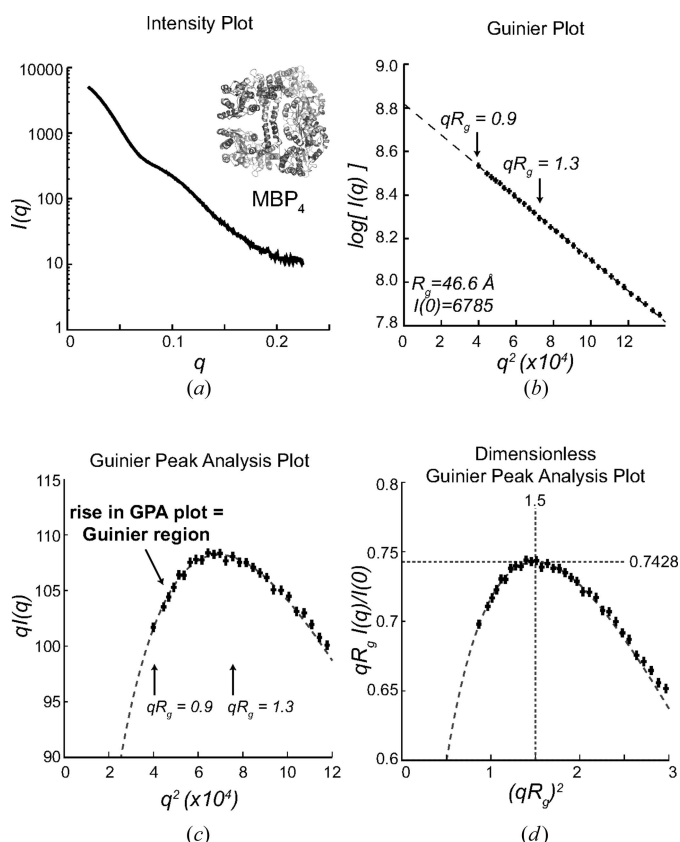 Intensity Plot
10000
1000
100
10
1
I(q)
MBP4
0
0.1
0.2
q
(a)
Guinier Plot
9.0
8.8
8.6
8.4
8.2
8.0
7.8
log[ I(q) ]
qRg = 0.9
qRg = 1.3
Rg=46.6 Å
I(0)=6785
0 4 8 12
q² (x10⁴)
(b)
Guinier Peak Analysis Plot
115
110
105
100
95
90
qI(q)
rise in GPA plot =
Guinier region
qRg = 0.9
qRg = 1.3
0 2 4 6 8 10 12
q² (x10⁴)
(c)
Dimensionless
Guinier Peak Analysis Plot
1.5
0.8
0.75
0.7
0.65
0.6
qRg I(q)/I(0)
0.7428
0 1 2 3
(qRg)²
(d)